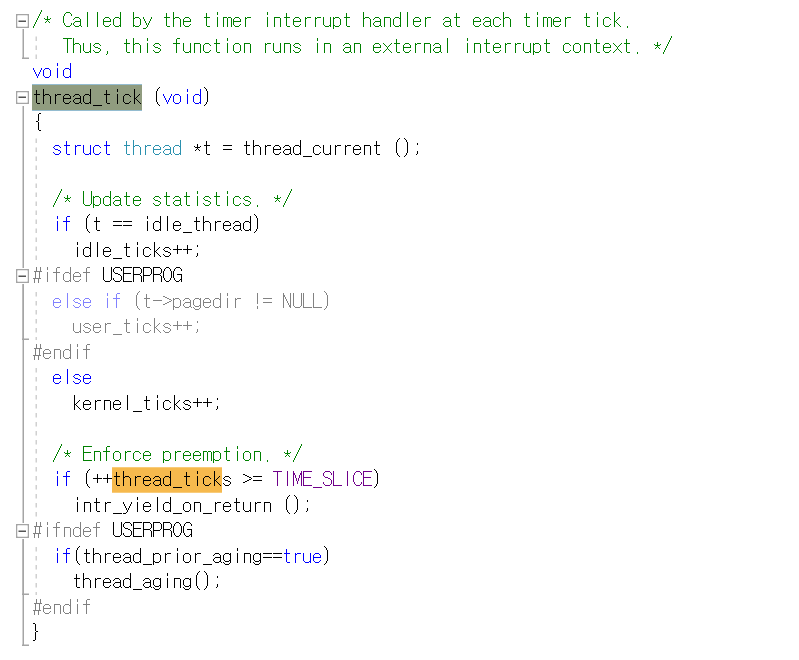 /* Called by the timer interrupt handler at each timer tick.
   Thus, this function runs in an external interrupt context. */
void
thread_tick (void)
{
  struct thread *t = thread_current ();

  /* Update statistics. */
  if (t == idle_thread)
    idle_ticks++;
#ifdef USERPROG
  else if (t->pagedir != NULL)
    user_ticks++;
#endif
  else
    kernel_ticks++;

  /* Enforce preemption. */
  if (++thread_ticks >= TIME_SLICE)
    intr_yield_on_return ();
#ifndef USERPROG
  if(thread_prior_aging==true)
    thread_aging();
#endif
}